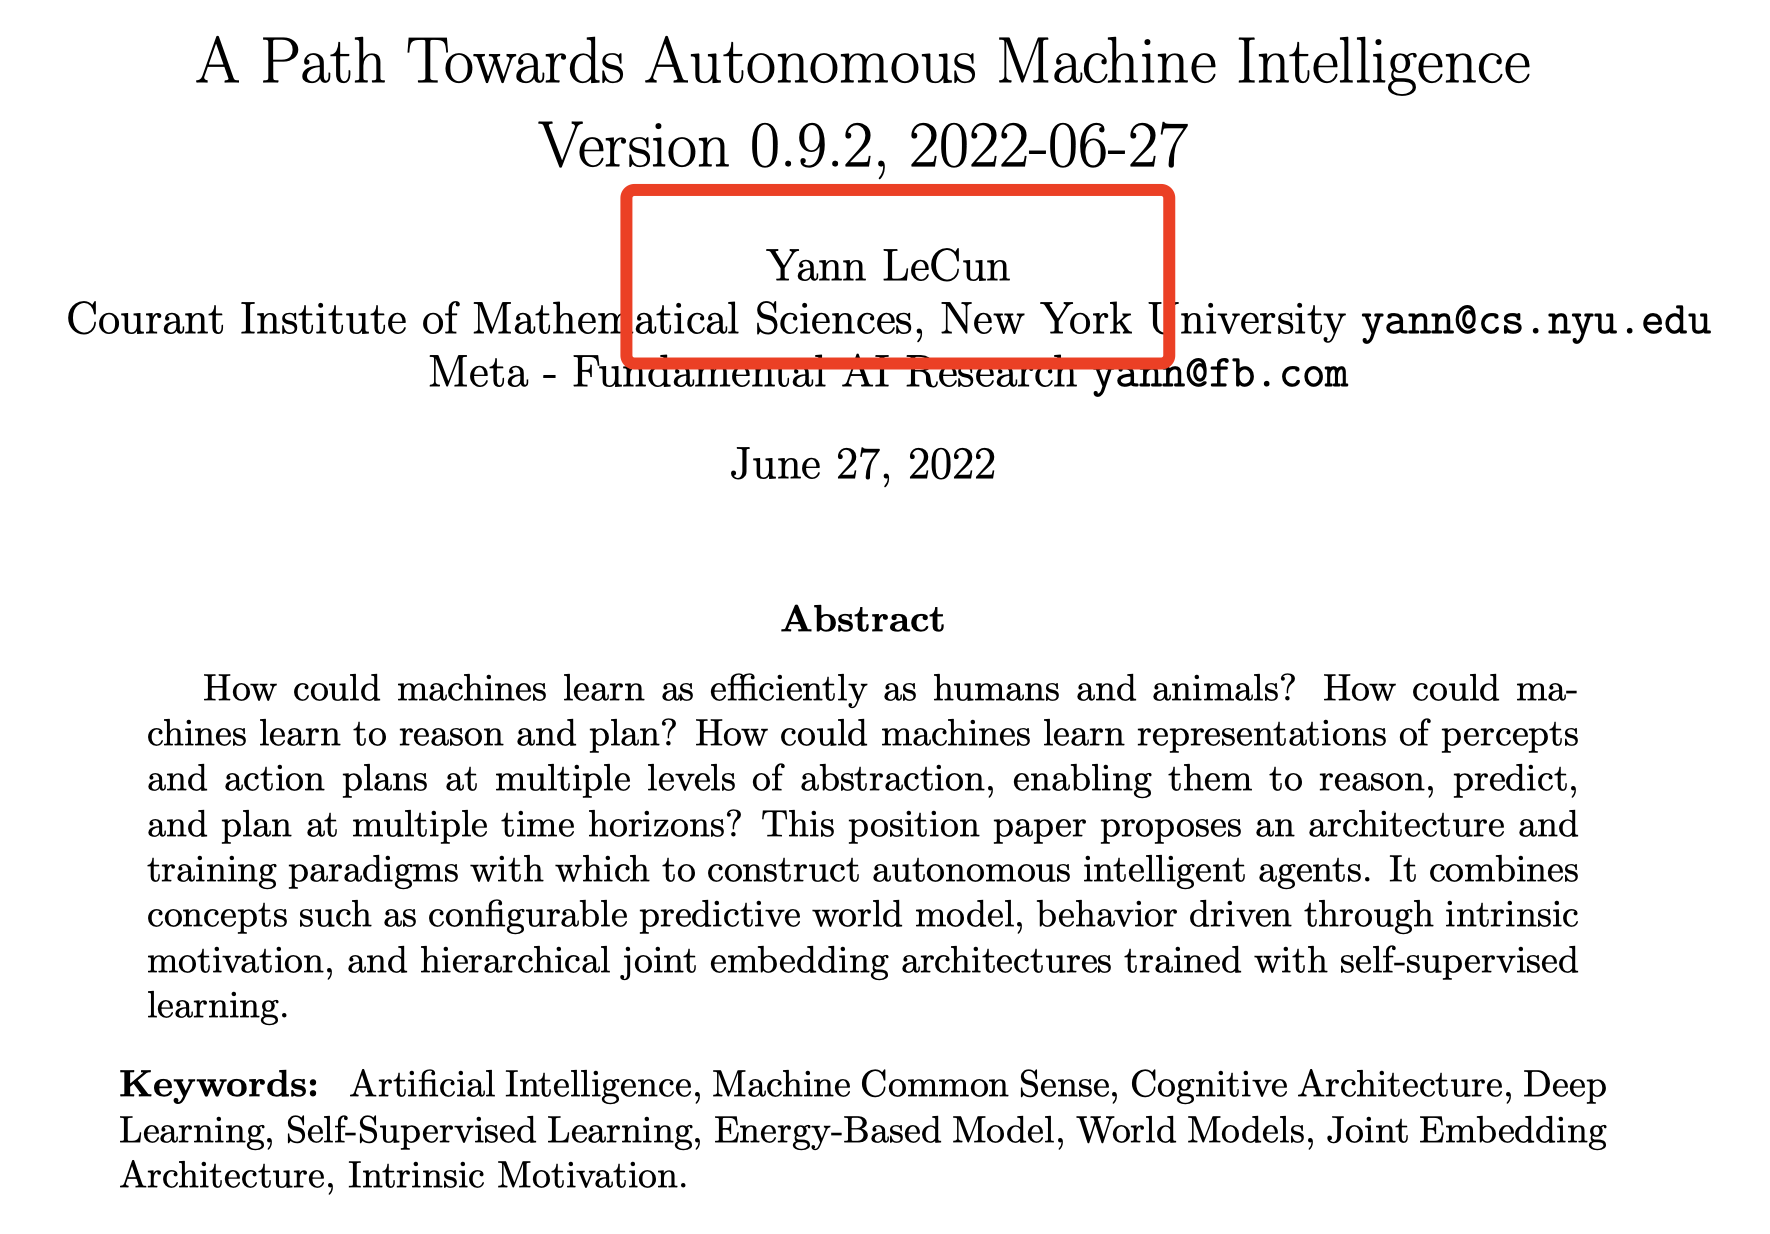 A Path Towards Autonomous Machine Intelligence
Version 0.9.2, 2022-06-27
Yann LeCun
Courant Institute of Mathematical Sciences, New York University yann@cs.nyu.edu
Meta - Fundamental AI Research yann@fb.com
June 27, 2022
Abstract
How could machines learn as efficiently as humans and animals? How could ma-
chines learn to reason and plan? How could machines learn representations of percepts
and action plans at multiple levels of abstraction, enabling them to reason, predict,
and plan at multiple time horizons? This position paper proposes an architecture and
training paradigms with which to construct autonomous intelligent agents. It combines
concepts such as configurable predictive world model, behavior driven through intrinsic
motivation, and hierarchical joint embedding architectures trained with self-supervised
learning.
Keywords: Artificial Intelligence, Machine Common Sense, Cognitive Architecture, Deep
Learning, Self-Supervised Learning, Energy-Based Model, World Models, Joint Embedding
Architecture, Intrinsic Motivation.